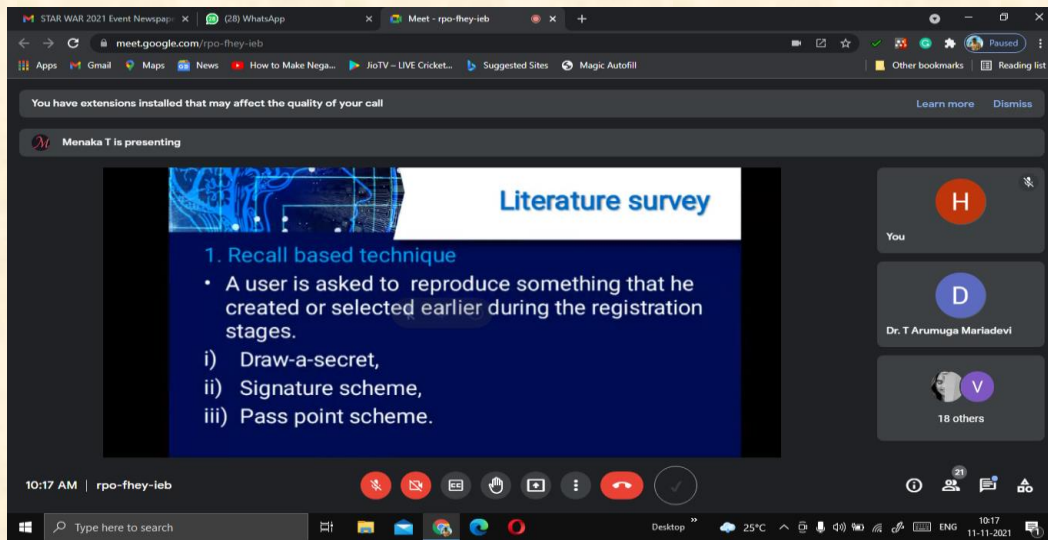 STAR WAR 2021 Event Newspap
(28) WhatsApp
Meet - rpo-fhey-ieb
meet.google.com/rpo-fhey-ieb
Paused
Apps
Gmail
Maps
News
How to Make Nega...
JioTV – LIVE Cricket...
Suggested Sites
Magic Autofill
Other bookmarks
Reading list
You have extensions installed that may affect the quality of your call
Learn more
Dismiss
M
Menaka T is presenting
Literature survey
1. Recall based technique
• A user is asked to reproduce something that he
created or selected earlier during the registration
stages.
i) Draw-a-secret,
ii) Signature scheme,
iii) Pass point scheme.
H
You
D
Dr. T Arumuga Mariadevi
V
18 others
10:17 AM | rpo-fhey-ieb
21
Type here to search
Desktop
25°C
ENG
10:17
11-11-2021